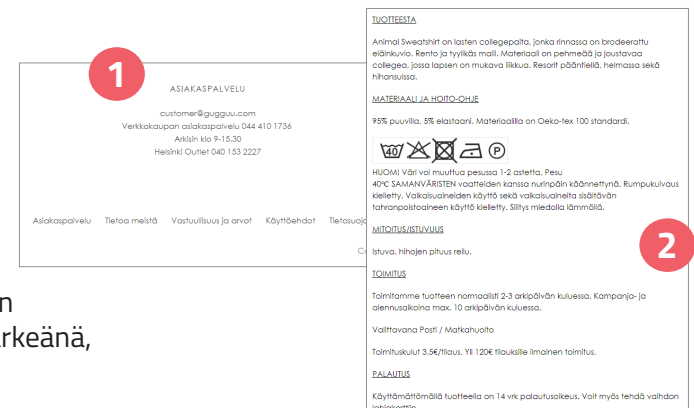 1
ASIAKASPALVELU
customer@gugguu.com
Verkkokaupan asiakaspalvelu 044 410 1736
Arkisin klo 9-15.30
Helsinki Outlet 040 153 2227
Asiakaspalvelu Tietoa meistä Vastuullisuus ja arvot Käyttöehdot
rkeänä,
TUOTTEESTA
Animal Sweatshirt on lasten collegepaita, jonka rinnassa on brodeerattu
eläinkuvio. Rento ja tyylikäs malli. Materiaali on pehmeää ja joustavaa
collegea, jossa lapsen on mukava liikkua. Resorit pääntiellä, helmassa sekä
hihansuissa.
MATERIAALI JA HOITO-OHJE
95% puuvilla, 5% elastaani. Materiaalilla on Oeko-tex 100 standardi.
40 P
HUOM! Väri voi muuttua pesussa 1-2 astetta. Pesu
40°C SAMANVÄRISTEN vaatteiden kanssa nurinpäin käännettynä. Rumpukuivaus
kielletty. Valkaisuaineiden käyttö sekä valkaisuaineita sisältävän
tahranpoistoaineen käyttö kielletty. Silitys miedolla lämmöllä.
MITOITUS/ISTUVUUS
2
Istuva, hihojen pituus reilu.
TOIMITUS
Toimitamme tuotteen normaalisti 2-3 arkipäivän kuluessa. Kampanja- ja
alennusaikoina max. 10 arkipäivän kuluessa.
Valittavana Posti / Matkahuolto
Toimituskulut 3,5€/tilaus. Yli 120€ tilauksille ilmainen toimitus.
PALAUTUS
Käyttämättömällä tuotteella on 14 vrk palautusoikeus. Voit myös tehdä vaihdon